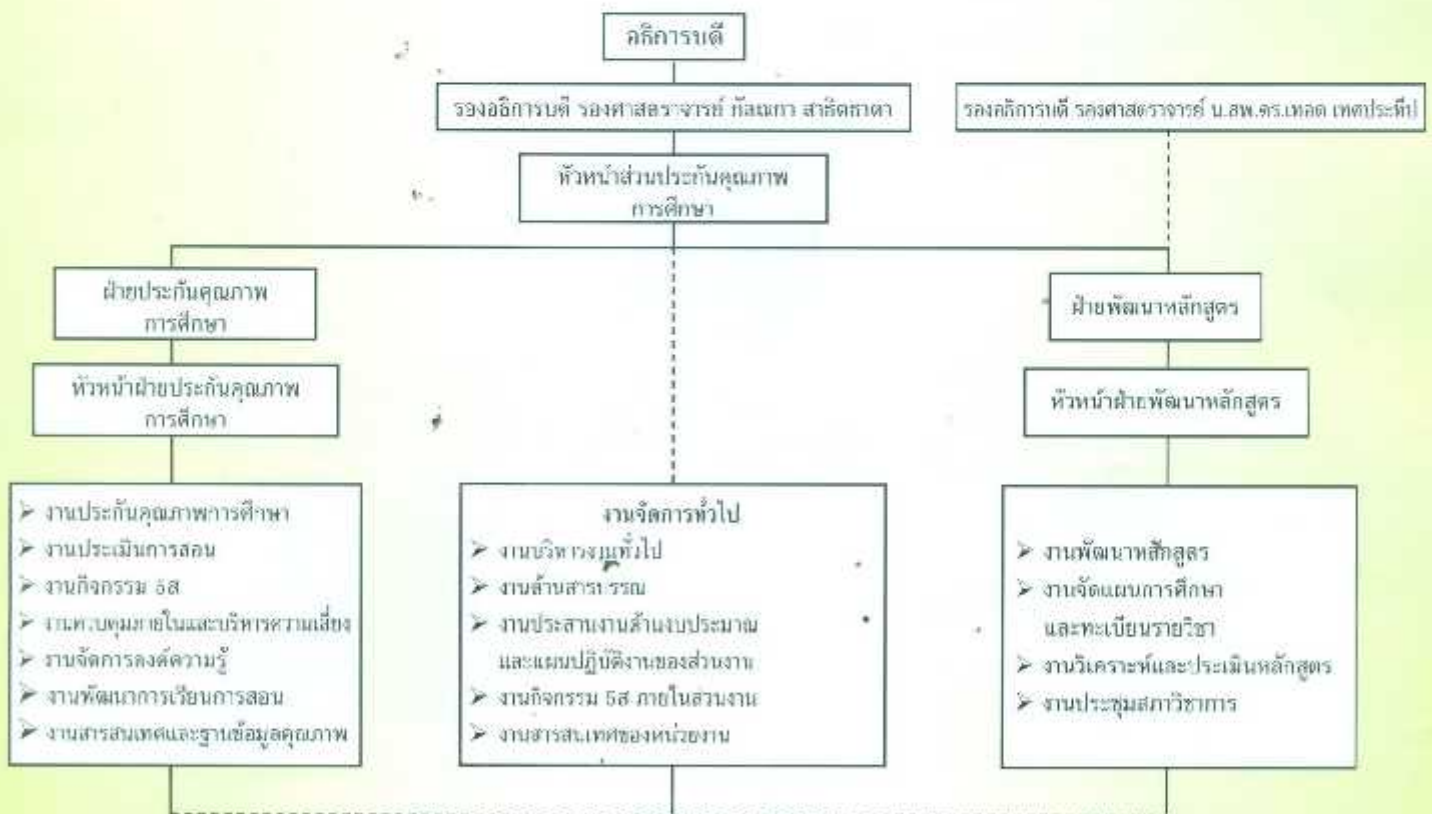 อธิการบดี
รองอธิการบดี รองศาสตราจารย์ กัลณกา สาธิตธาดา
รองอธิการบดี รองศาสตราจารย์ น.สพ.ดร.เทอด เทศประทีป
หัวหน้าส่วนประกันคุณภาพ
การศึกษา
ฝ่ายประกันคุณภาพ
การศึกษา
ฝ่ายพัฒนาหลักสูตร
หัวหน้าฝ่ายประกันคุณภาพ
การศึกษา
หัวหน้าฝ่ายพัฒนาหลักสูตร
➢ งานประกันคุณภาพการศึกษา
➢ งานประเมินการสอน
➢ งานกิจกรรม 5ส
➢ งานควบคุมภายในและบริหารความเสี่ยง
➢ งานจัดการองค์ความรู้
➢ งานพัฒนาการเรียนการสอน
➢ งานสารสนเทศและฐานข้อมูลคุณภาพ
งานจัดการทั่วไป
➢ งานบริหารงานทั่วไป
➢ งานด้านสารบรรณ
➢ งานประสานงานด้านงบประมาณ
และแผนปฏิบัติงานของส่วนงาน
➢ งานกิจกรรม 5ส ภายในส่วนงาน
➢ งานสารสนเทศของหน่วยงาน
➢ งานพัฒนาหลักสูตร
➢ งานจัดแผนการศึกษา
และทะเบียนรายวิชา
➢ งานวิเคราะห์และประเมินหลักสูตร
➢ งานประชุมสภาวิชาการ